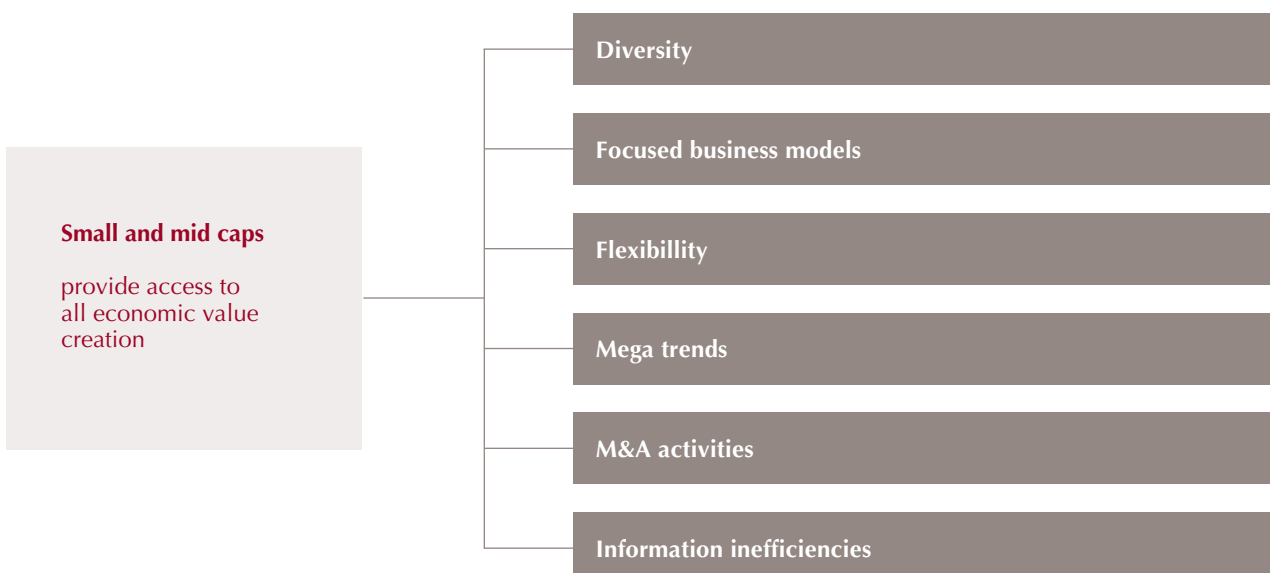 Small and mid caps
provide access to
all economic value
creation
Diversity
Focused business models
Flexibillity
Mega trends
M&A activities
Information inefficiencies